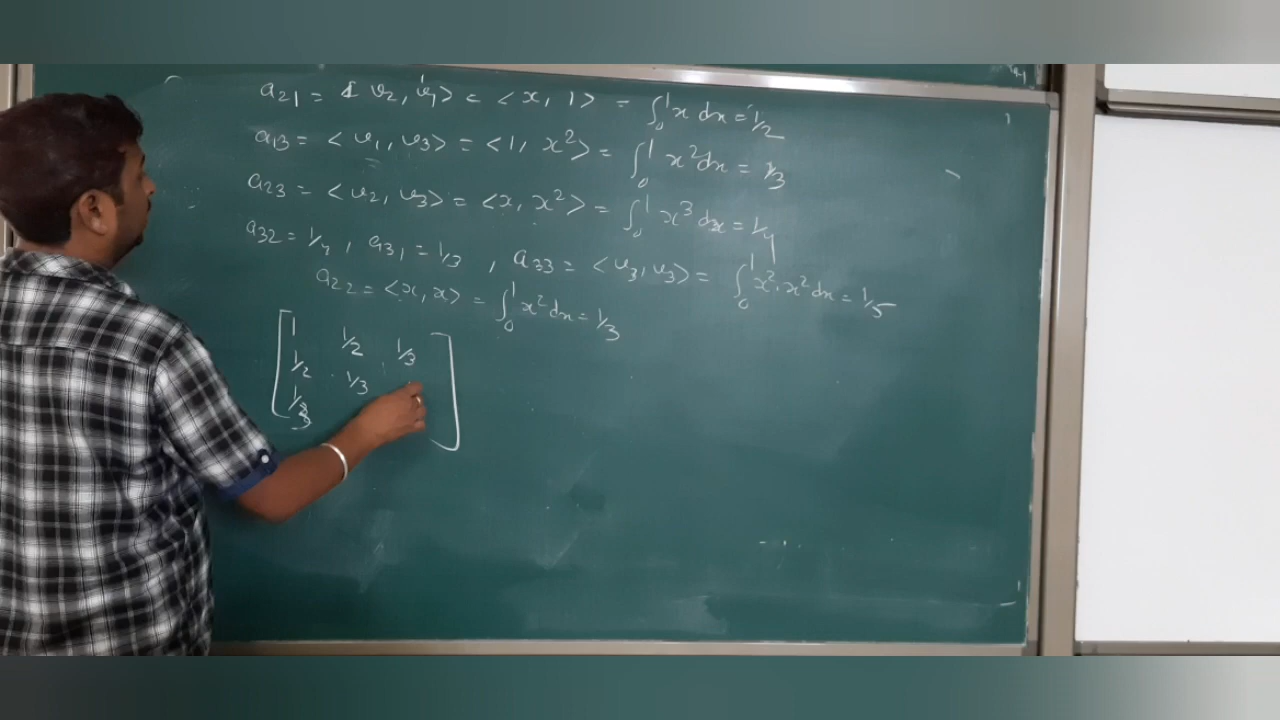 a₂₁ = < v₂, v₁> = < x, 1 > = ∫₀¹ x dx = 1/2
a₁₃ = < v₁, v₃> = <1, x²> = ∫₀¹ x² dx = 1/3
a₂₃ = < v₂, v₃> = <x, x²> = ∫₀¹ x³ dx = 1/4
a₃₂ = 1/4, a₃₁ = 1/3, a₃₃ = < v₃, v₃> = ∫₀¹ x². x² dx = 1/5
a₂₂ = <x, x> = ∫₀¹ x² dx = 1/3
1 1/2 1/3
1/2 1/3
1/3